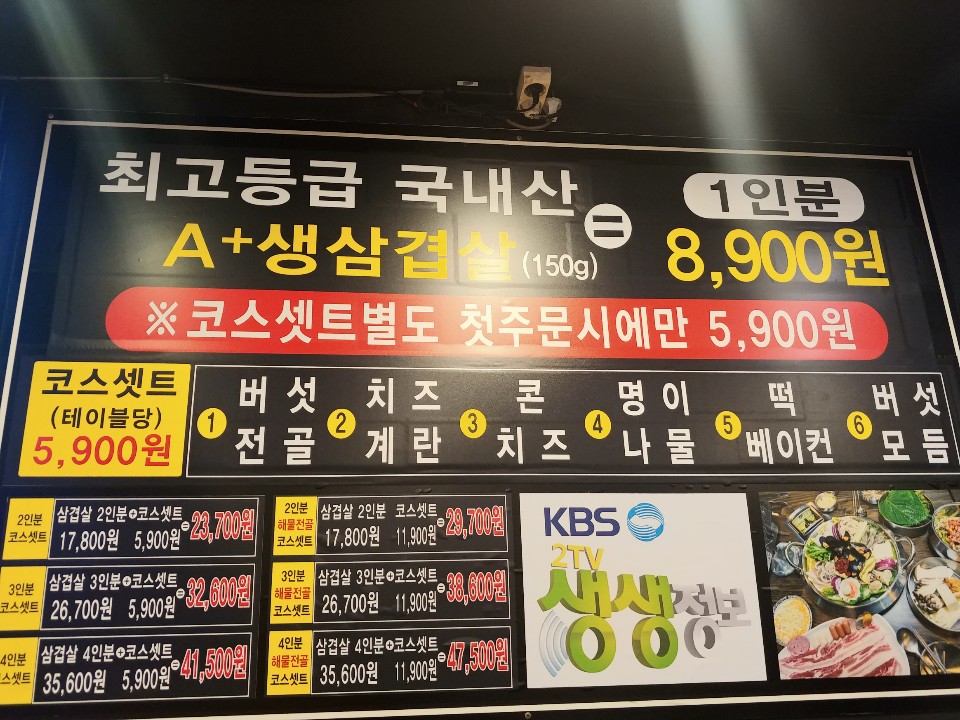 최고등급 국내산
A+생삼겹살(150g)
=
1인분
8,900원
※코스셋트별도 첫주문시에만 5,900원
코스셋트
(테이블당)
5,900원
1 버섯전골 2 치즈계란 3 콘치즈 4 명이나물 5 떡베이컨 6 버섯모듬
2인분
코스셋트
삼겹살 2인분+코스셋트
17,800원 5,900원
=23,700원
3인분
코스셋트
삼겹살 3인분+코스셋트
26,700원 5,900원
=32,600원
4인분
코스셋트
삼겹살 4인분+코스셋트
35,600원 5,900원
=41,500원
2인분
해물전골
코스셋트
삼겹살 2인분 코스셋트
17,800원 11,900원
=29,700원
3인분
해물전골
코스셋트
삼겹살 3인분+코스셋트
26,700원 11,900원
=38,600원
4인분
해물전골
코스셋트
삼겹살 4인분+코스셋트
35,600원 11,900원
=47,500원
KBS
2TV
생생정보